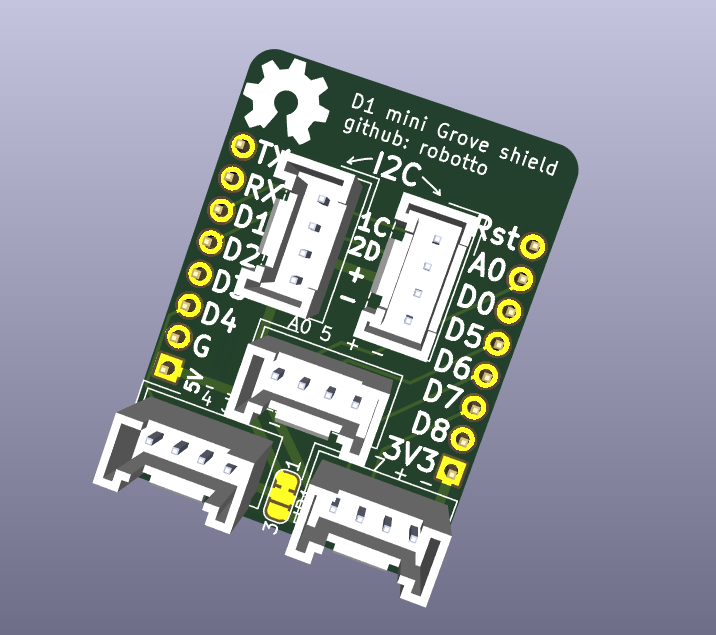 D1 mini Grove shield
github: robotto
I2C
TX
RX
D1
D2
D3
D4
G
5V
1C
2D
+
-
Rst
A0
D0
D5
D6
D7
D8
3V3
A0 5 + -
4
7 + -
1
3